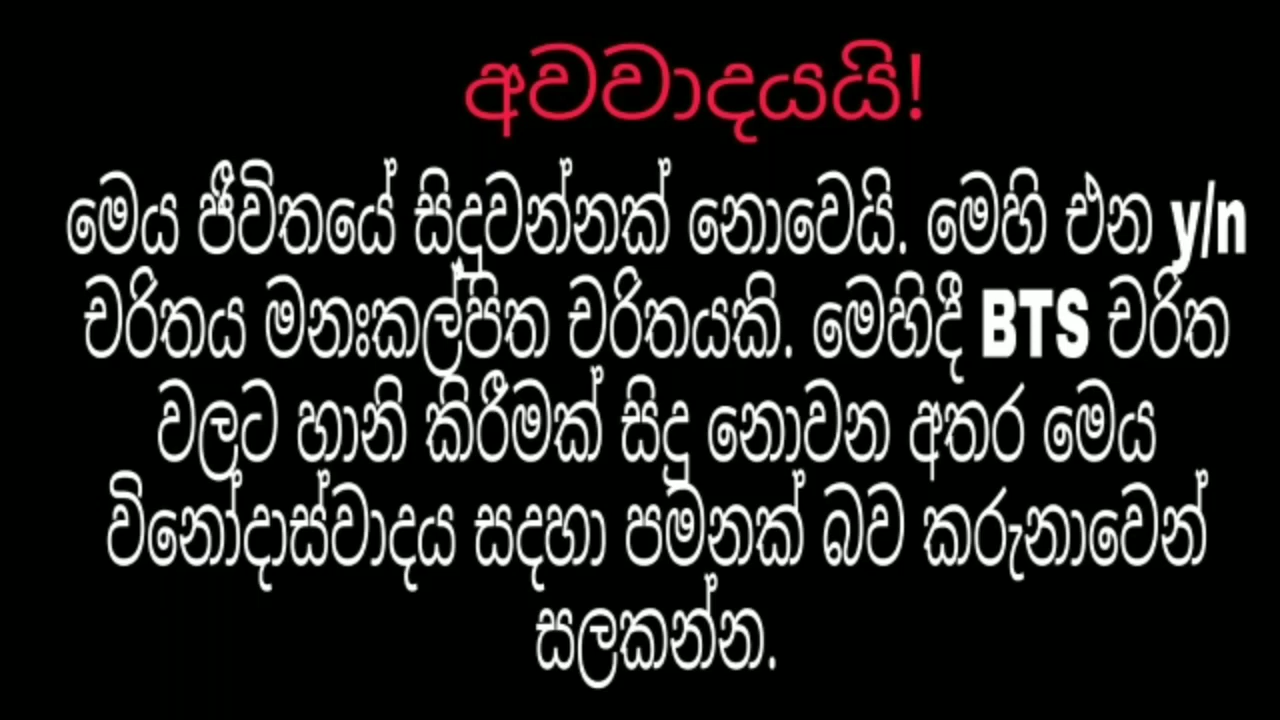 අවවාදයයි!
මෙය ජීවිතයේ සිදුවන්නක් නොවෙයි. මෙහි එන y/n
චරිතය මනඃකල්පිත චරිතයකි. මෙහිදී BTS චරිත
වලට හානි කිරීමක් සිදු නොවන අතර මෙය
විනෝදාස්වාදය සදහා පමනක් බව කරුනාවෙන්
සලකන්න.